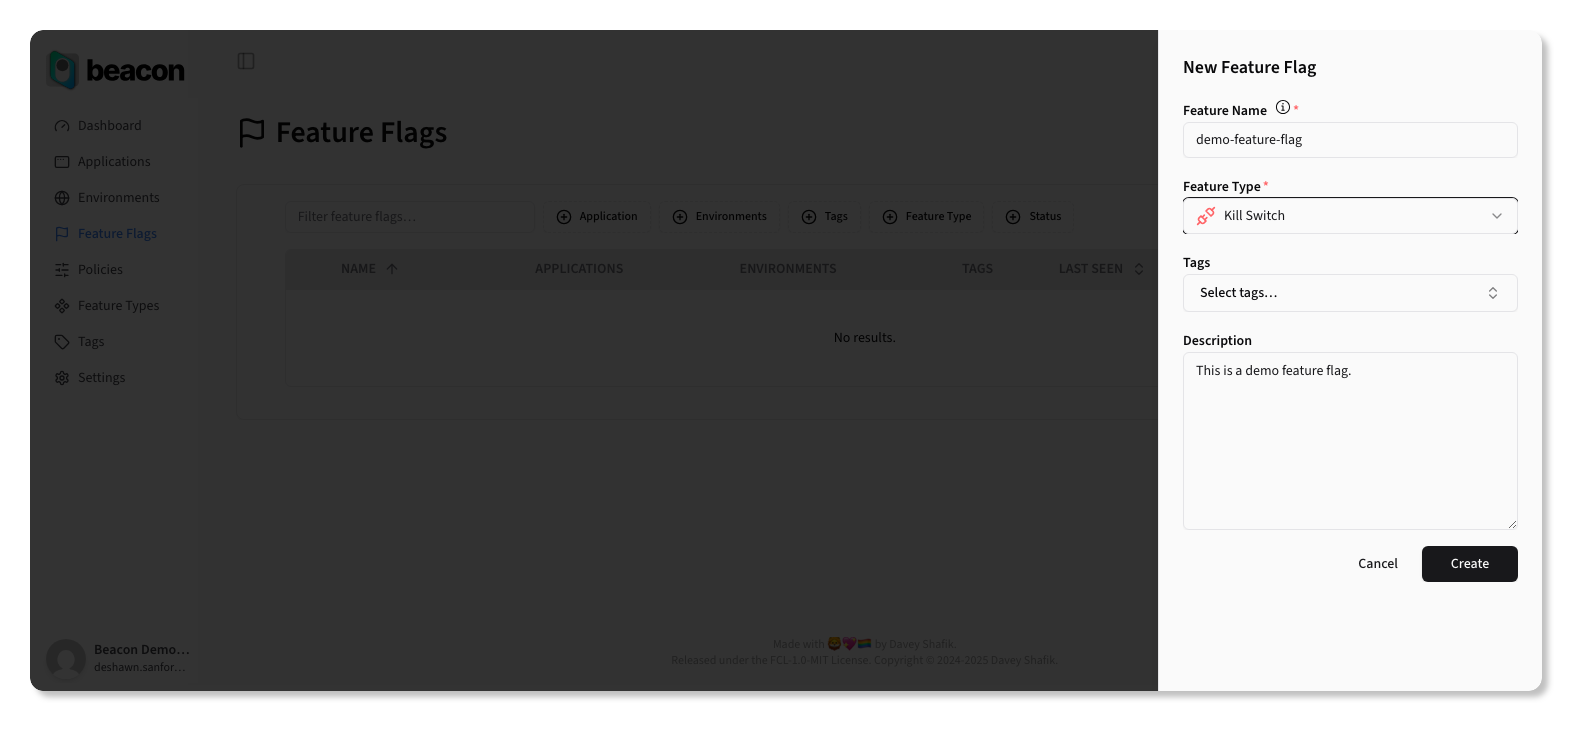 beacon
Dashboard
Applications
Environments
Feature Flags
Policies
Feature Types
Tags
Settings
Beacon Demo...
deshawn.sanfor...
Feature Flags
Filter feature flags...
Application
Environments
Tags
Feature Type
Status
NAME
APPLICATIONS
ENVIRONMENTS
TAGS
LAST SEEN
No results.
Made with 🦁💖🏳️‍🌈 by Davey Shafik.
Released under the FCL-1.0-MIT License. Copyright © 2024-2025 Davey Shafik.
New Feature Flag
Feature Name *
demo-feature-flag
Feature Type *
Kill Switch
Tags
Select tags...
Description
This is a demo feature flag.
Cancel
Create